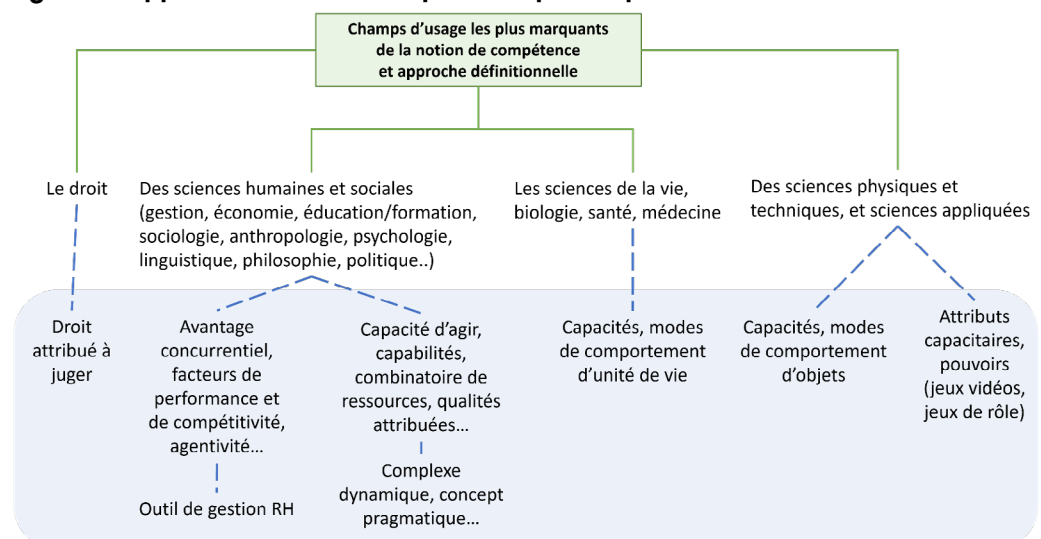 Champs d’usage les plus marquants
de la notion de compétence
et approche définitionnelle
Le droit
Des sciences humaines et sociales
(gestion, économie, éducation/formation,
sociologie, anthropologie, psychologie,
linguistique, philosophie, politique..)
Les sciences de la vie,
biologie, santé, médecine
Des sciences physiques et
techniques, et sciences appliquées
Droit
attribué à
juger
Avantage
concurrentiel,
facteurs de
performance et
de compétitivité,
agentivité…
Outil de gestion RH
Capacité d’agir,
capabilités,
combinatoire de
ressources, qualités
attribuées…
Complexe
dynamique, concept
pragmatique…
Capacités, modes
de comportement
d’unité de vie
Capacités, modes
de comportement
d’objets
Attributs
capacitaires,
pouvoirs
(jeux vidéos,
jeux de rôle)